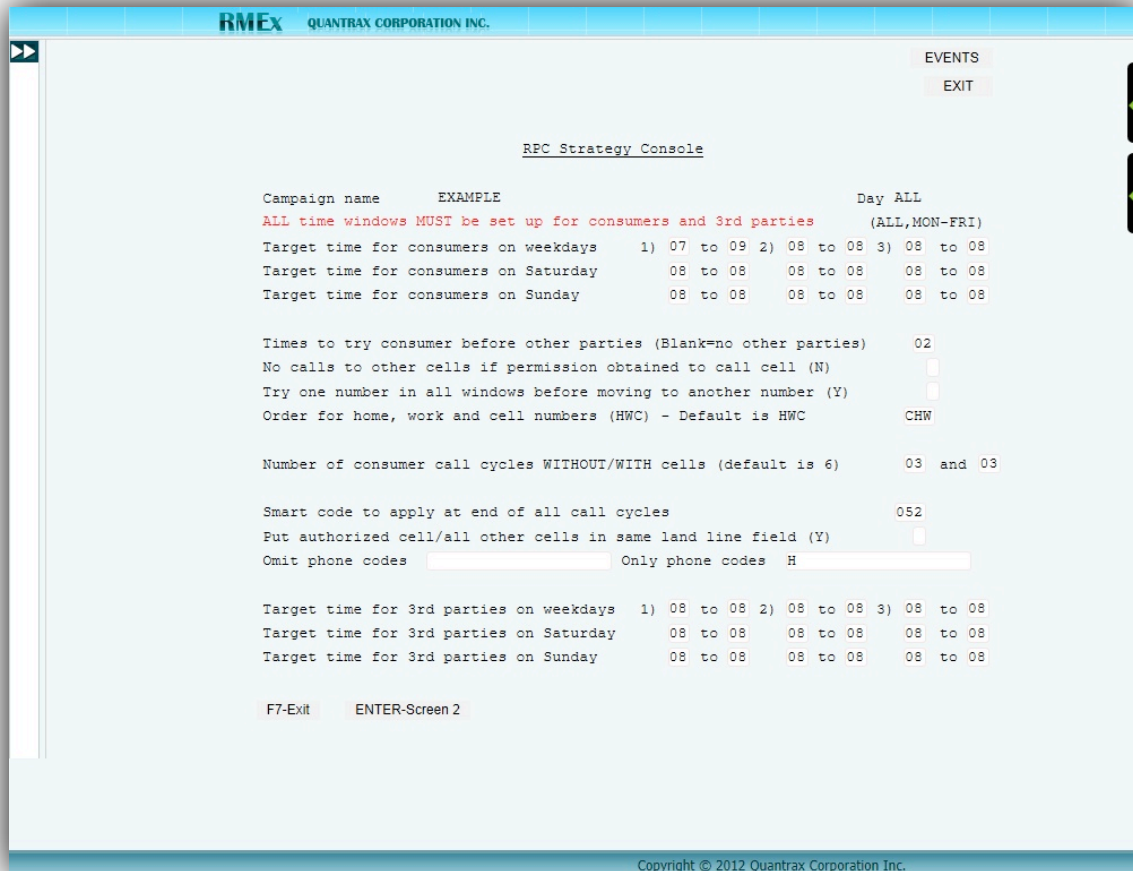 RMEx QUANTRAX CORPORATION INC.
EVENTS
EXIT
RPC Strategy Console
Campaign name EXAMPLE Day ALL
ALL time windows MUST be set up for consumers and 3rd parties (ALL,MON-FRI)
Target time for consumers on weekdays 1) 07 to 09 2) 08 to 08 3) 08 to 08
Target time for consumers on Saturday 08 to 08 08 to 08 08 to 08
Target time for consumers on Sunday 08 to 08 08 to 08 08 to 08
Times to try consumer before other parties (Blank=no other parties) 02
No calls to other cells if permission obtained to call cell (N)
Try one number in all windows before moving to another number (Y)
Order for home, work and cell numbers (HWC) - Default is HWC CHW
Number of consumer call cycles WITHOUT/WITH cells (default is 6) 03 and 03
Smart code to apply at end of all call cycles 052
Put authorized cell/all other cells in same land line field (Y)
Omit phone codes Only phone codes H
Target time for 3rd parties on weekdays 1) 08 to 08 2) 08 to 08 3) 08 to 08
Target time for 3rd parties on Saturday 08 to 08 08 to 08 08 to 08
Target time for 3rd parties on Sunday 08 to 08 08 to 08 08 to 08
F7-Exit ENTER-Screen 2
Copyright © 2012 Quantrax Corporation Inc.